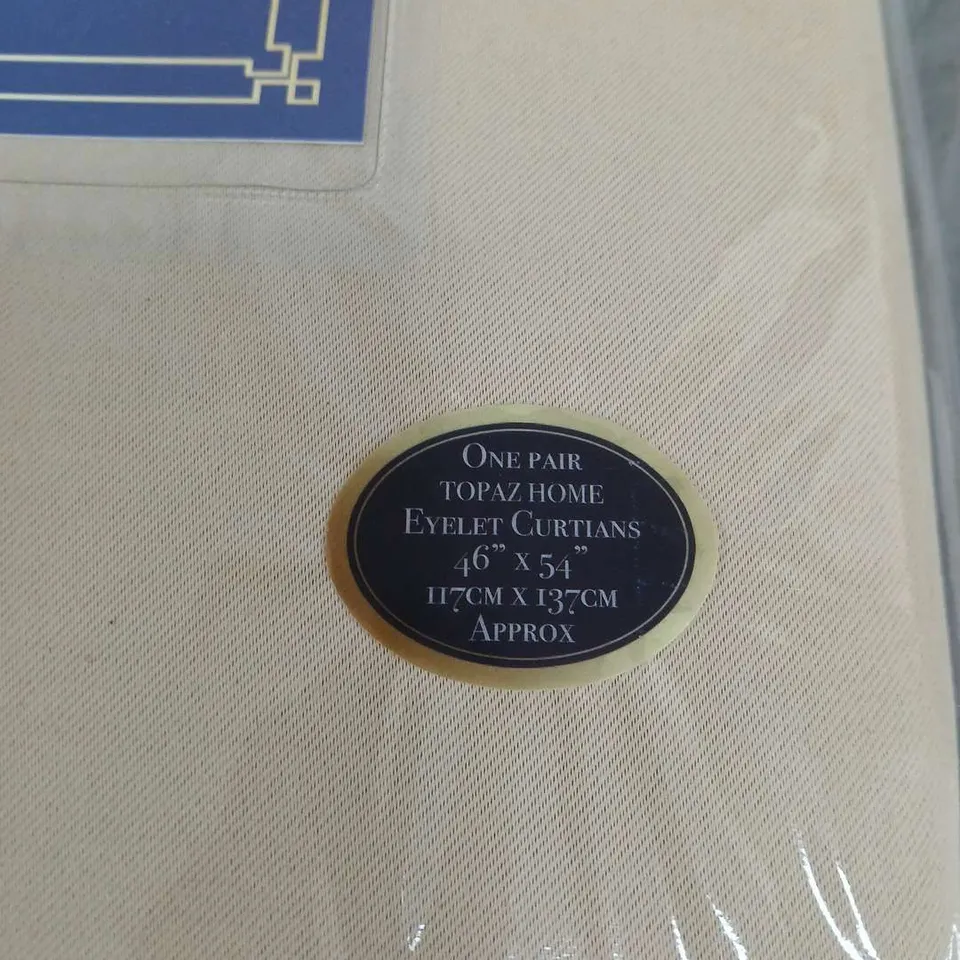 One pair
TOPAZ HOME
Eyelet Curtians
46” x 54”
117cm x 137cm
Approx